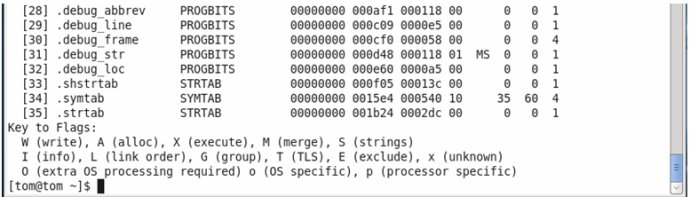 [28] .debug_abbrev PROGBITS 00000000 000af1 000118 00 0 0 1
[29] .debug_line PROGBITS 00000000 000c09 0000e5 00 0 0 1
[30] .debug_frame PROGBITS 00000000 000cf0 000058 00 0 0 4
[31] .debug_str PROGBITS 00000000 000d48 000118 01 MS 0 0 1
[32] .debug_loc PROGBITS 00000000 000e60 0000a5 00 0 0 1
[33] .shstrtab STRTAB 00000000 000f05 00013c 00 0 0 1
[34] .symtab SYMTAB 00000000 0015e4 000540 10 35 60 4
[35] .strtab STRTAB 00000000 001b24 0002dc 00 0 0 1
Key to Flags:
W (write), A (alloc), X (execute), M (merge), S (strings)
I (info), L (link order), G (group), T (TLS), E (exclude), x (unknown)
O (extra OS processing required) o (OS specific), p (processor specific)
[tom@tom ~]$